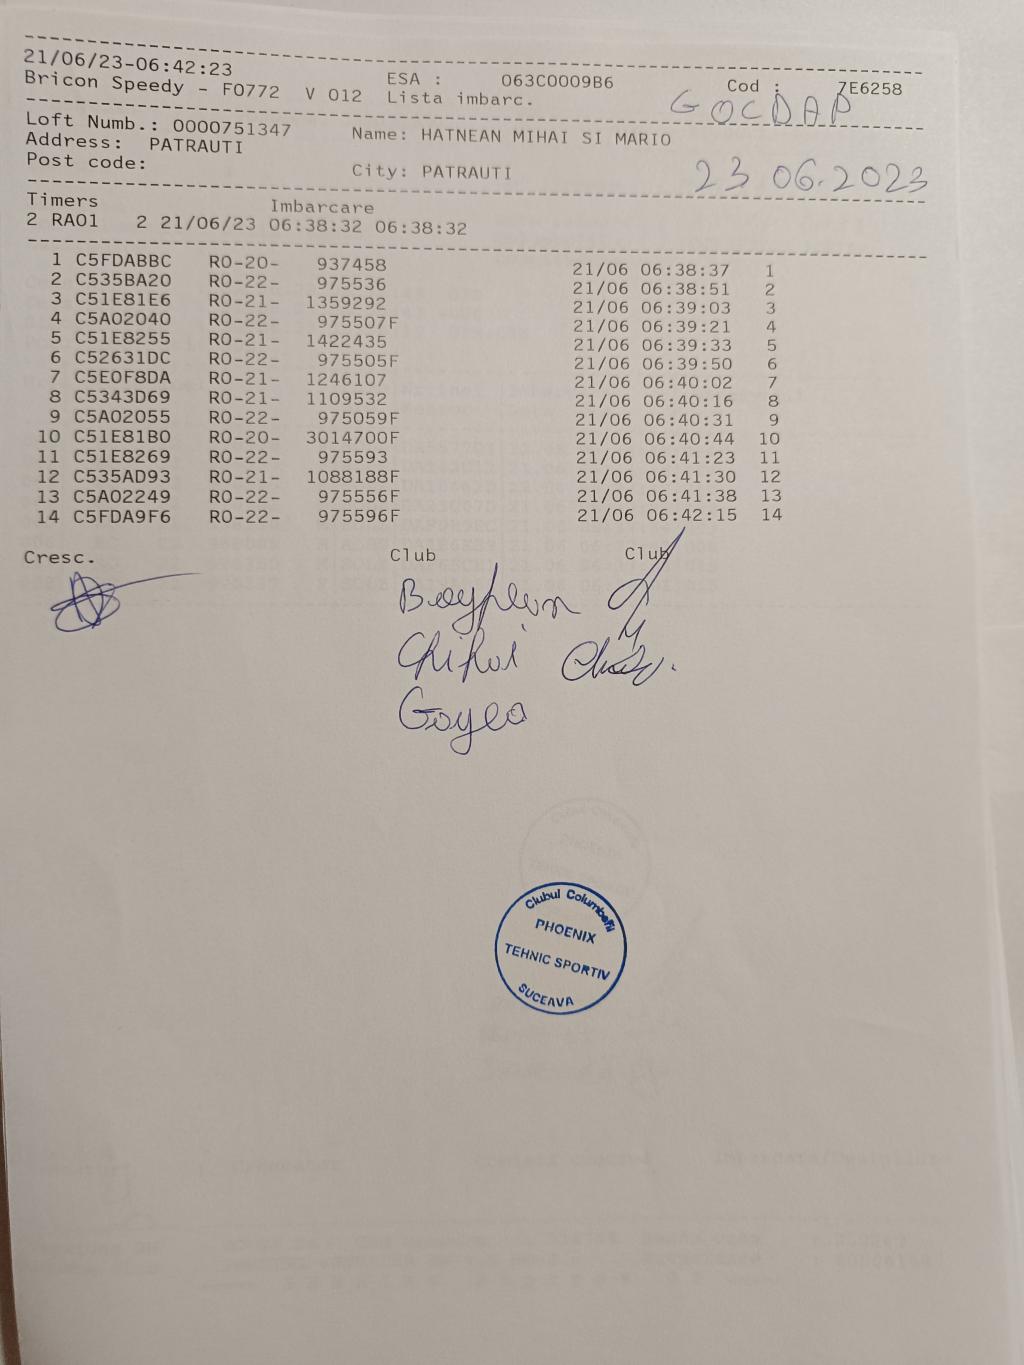 21/06/23-06:42:23
Bricon Speedy - F0772 V 012 ESA : 063C0009B6 Cod : 7E6258
Lista imbarc.
GOCDAP
Loft Numb.: 0000751347 Name: HATNEAN MIHAI SI MARIO
Address: PATRAUTI
Post code: City: PATRAUTI
23 06.2023
Timers Imbarcare
2 RA01 2 21/06/23 06:38:32 06:38:32
1 C5FDABBC RO-20- 937458 21/06 06:38:37 1
2 C535BA20 RO-22- 975536 21/06 06:38:51 2
3 C51E81E6 RO-21- 1359292 21/06 06:39:03 3
4 C5A02040 RO-22- 975507F 21/06 06:39:21 4
5 C51E8255 RO-21- 1422435 21/06 06:39:33 5
6 C52631DC RO-22- 975505F 21/06 06:39:50 6
7 C5E0F8DA RO-21- 1246107 21/06 06:40:02 7
8 C5343D69 RO-21- 1109532 21/06 06:40:16 8
9 C5A02055 RO-22- 975059F 21/06 06:40:31 9
10 C51E81B0 RO-20- 3014700F 21/06 06:40:44 10
11 C51E8269 RO-22- 975593 21/06 06:41:23 11
12 C535AD93 RO-21- 1088188F 21/06 06:41:30 12
13 C5A02249 RO-22- 975556F 21/06 06:41:38 13
14 C5FDA9F6 RO-22- 975596F 21/06 06:42:15 14
Cresc. Club Club
Clubul Columbofil
PHOENIX
TEHNIC SPORTIV
SUCEAVA